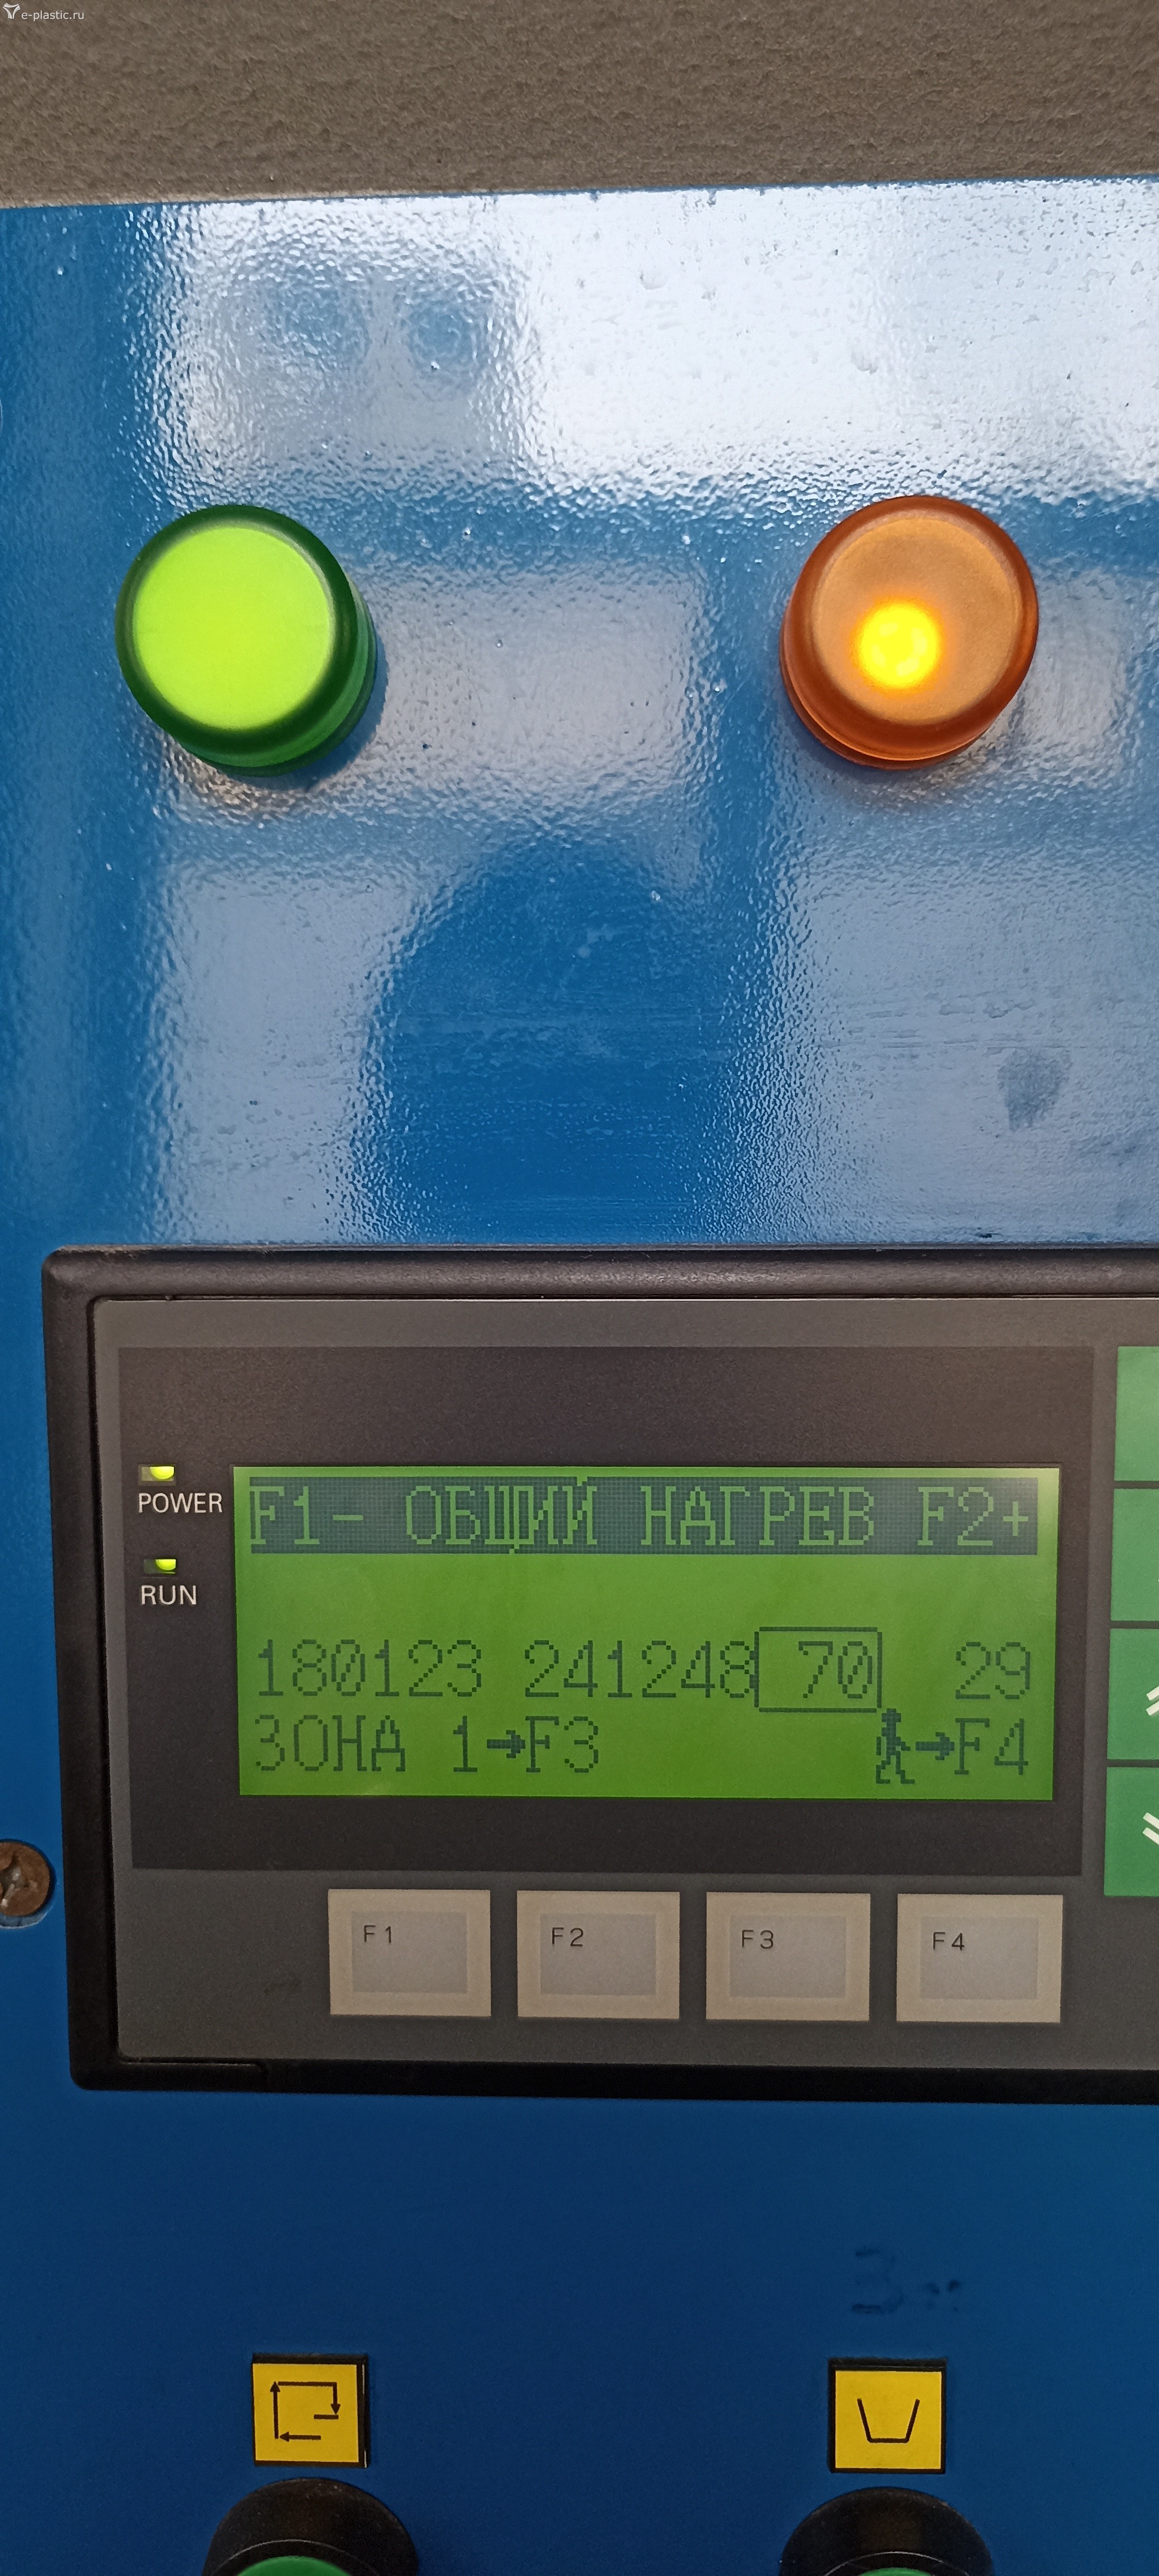 e-plastic.ru
POWER
RUN
F1- ОБЩИЙ НАГРЕВ F2+
180123 241248 70 29
ЗОНА 1→F3 →F4
F1 F2 F3 F4